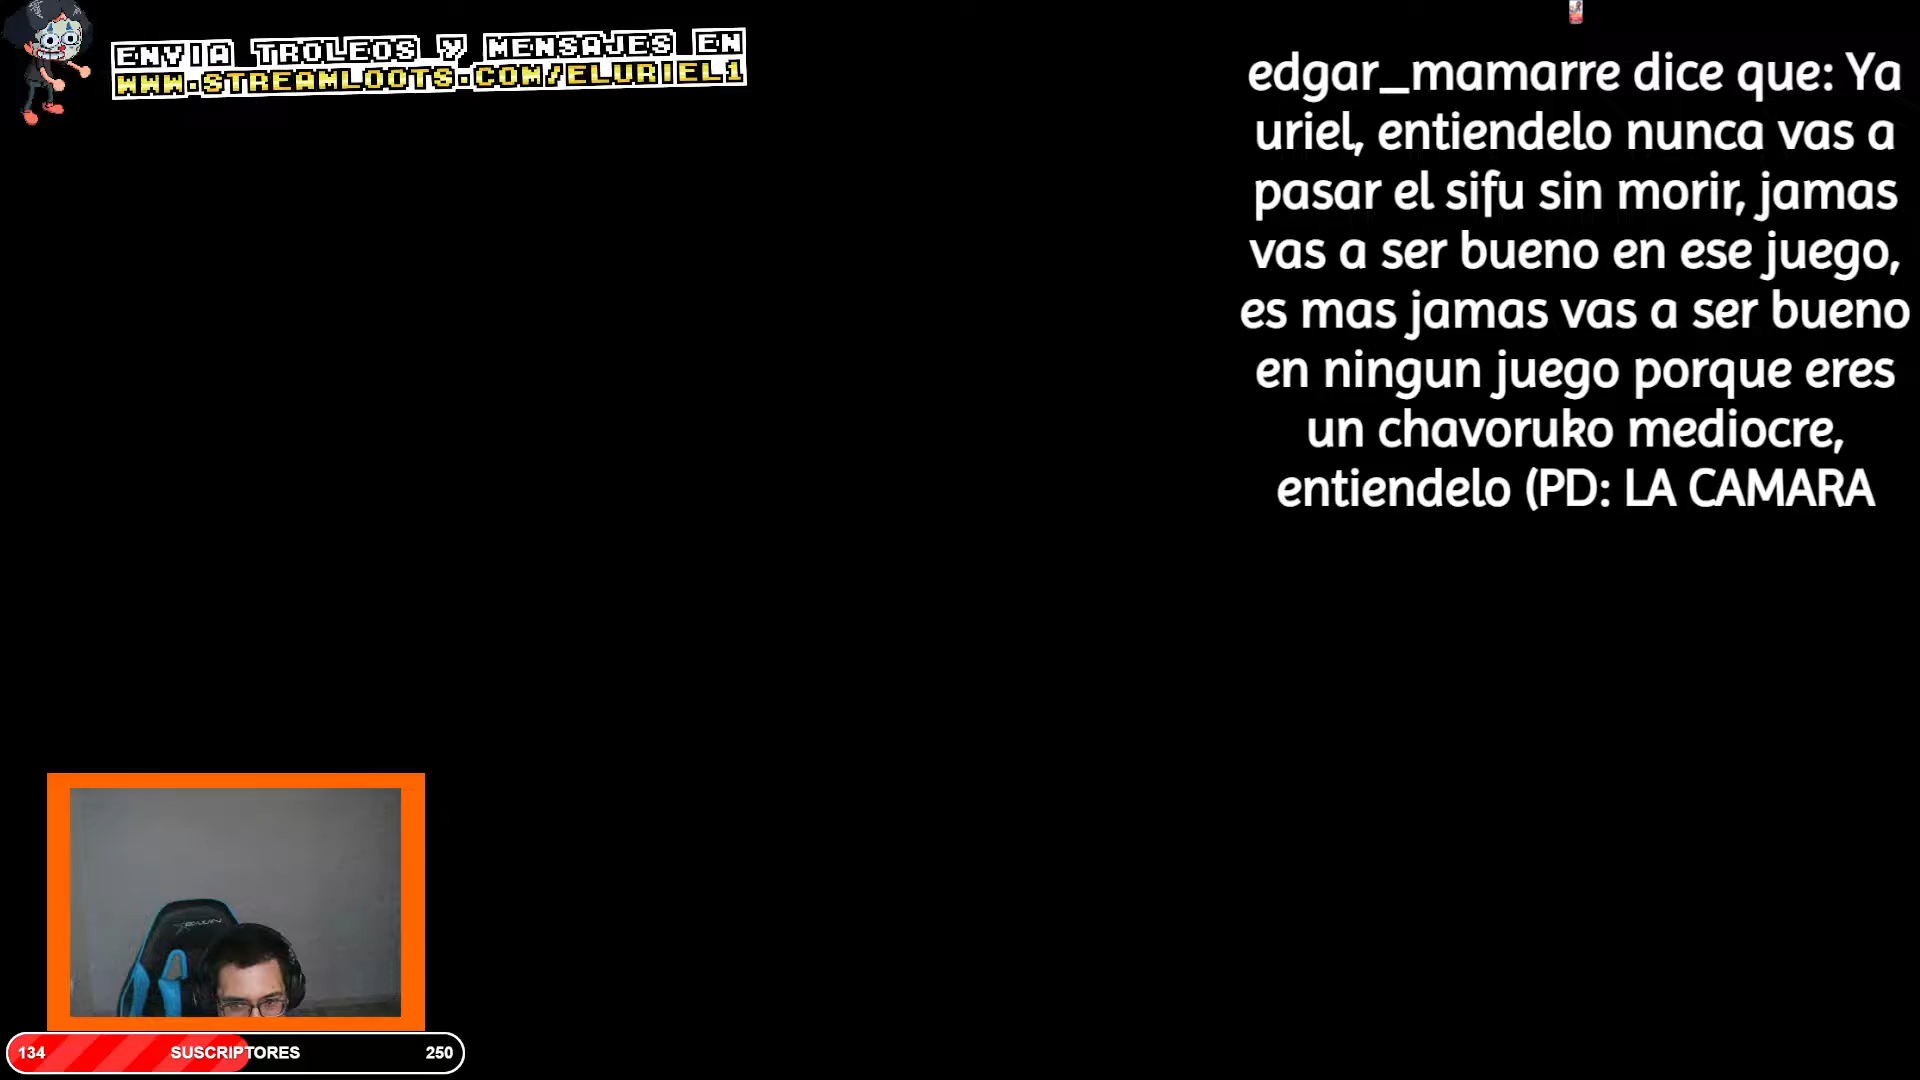 ENVIA TROLEOS Y MENSAJES EN
WWW.STREAMLOOTS.COM/ELURIEL1
edgar_mamarre dice que: Ya
uriel, entiendelo nunca vas a
pasar el sifu sin morir, jamas
vas a ser bueno en ese juego,
es mas jamas vas a ser bueno
en ningun juego porque eres
un chavoruko mediocre,
entiendelo (PD: LA CAMARA
134 SUSCRIPTORES 250